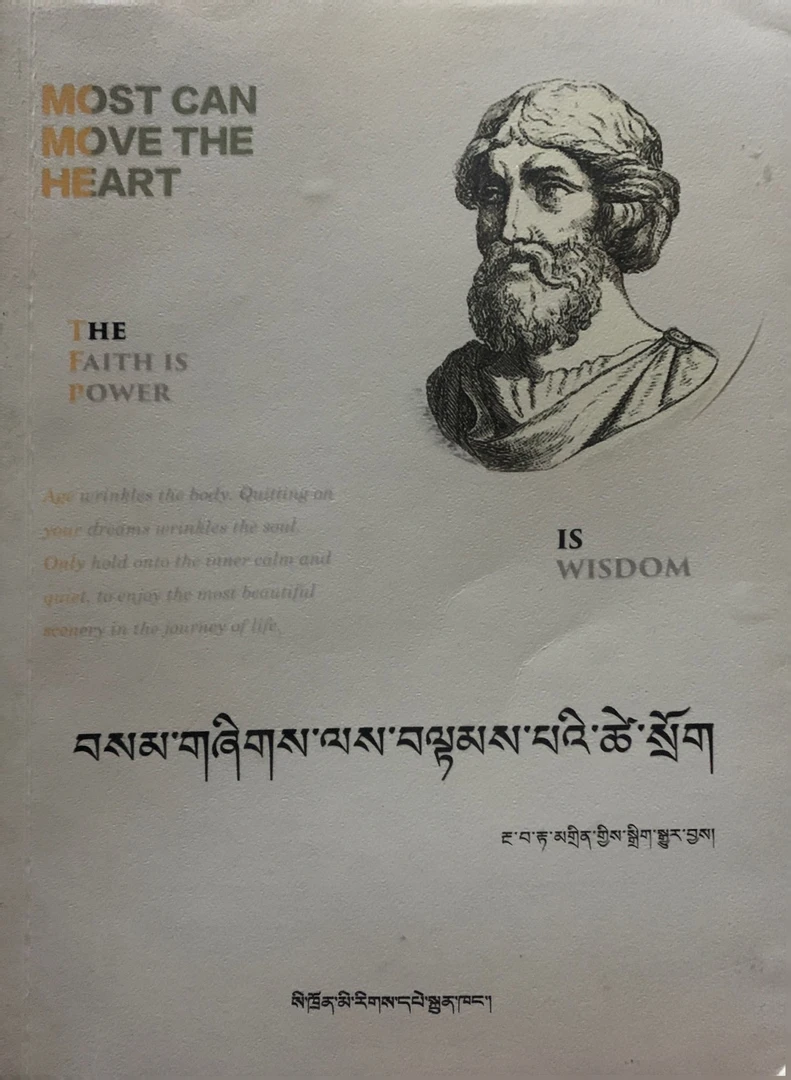 MOST CAN
MOVE THE
HEART
THE
FAITH IS
POWER
Age wrinkles the body. Quitting on
your dreams wrinkles the soul.
Only hold onto the inner calm and
quiet, to enjoy the most beautiful
scenery in the journey of life.
IS
WISDOM
བསམ་གཞིགས་ལས་བལྟམས་པའི་ཚེ་སྲོག
རྫ་བ་རྟ་མགྲིན་གྱིས་སྒྲིག་སྒྱུར་བྱས།
སི་ཁྲོན་མི་རིགས་དཔེ་སྐྲུན་ཁང་།